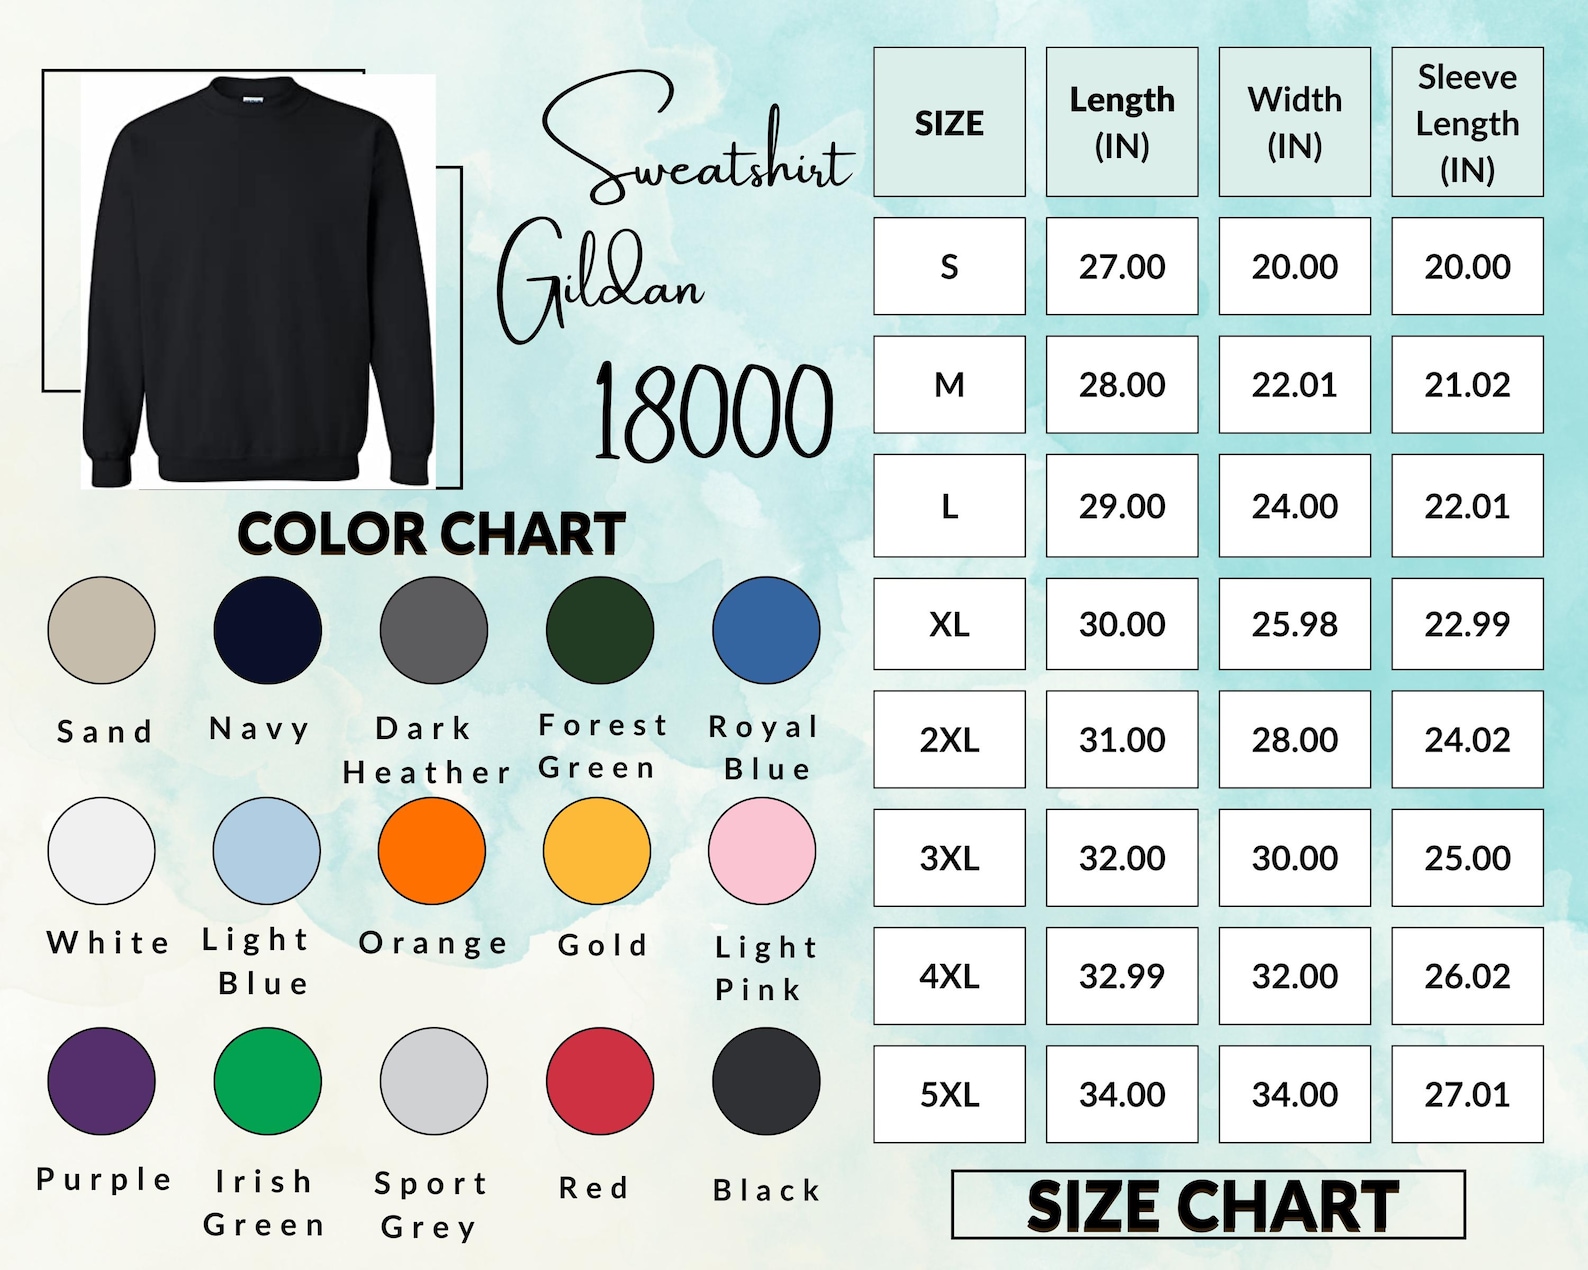 Sweatshirt
Gildan
18000
COLOR CHART
Sand
Navy
Dark
Heather
Forest
Green
Royal
Blue
White
Light
Blue
Orange
Gold
Light
Pink
Purple
Irish
Green
Sport
Grey
Red
Black
SIZE
Length
(IN)
Width
(IN)
Sleeve
Length
(IN)
S 27.00 20.00 20.00
M 28.00 22.01 21.02
L 29.00 24.00 22.01
XL 30.00 25.98 22.99
2XL 31.00 28.00 24.02
3XL 32.00 30.00 25.00
4XL 32.99 32.00 26.02
5XL 34.00 34.00 27.01
SIZE CHART